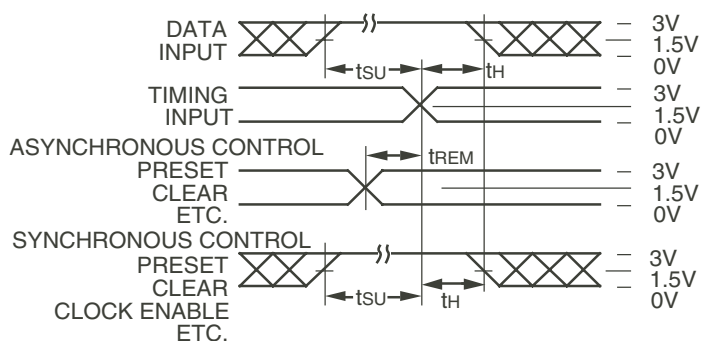 DATA
INPUT
3V
1.5V
0V
tSU
tH
TIMING
INPUT
3V
1.5V
0V
ASYNCHRONOUS CONTROL
tREM
PRESET
CLEAR
ETC.
3V
1.5V
0V
SYNCHRONOUS CONTROL
PRESET
CLEAR
CLOCK ENABLE
ETC.
3V
1.5V
0V
tSU
tH